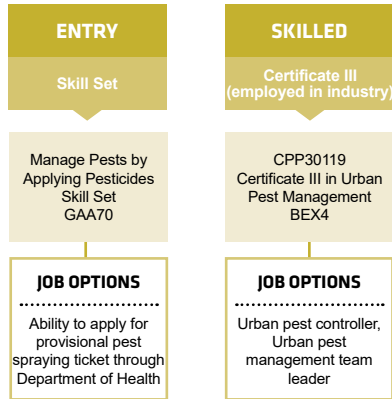 ENTRY
Skill Set
Manage Pests by
Applying Pesticides
Skill Set
GAA70
JOB OPTIONS
Ability to apply for
provisional pest
spraying ticket through
Department of Health
SKILLED
Certificate III
(employed in industry)
CPP30119
Certificate III in Urban
Pest Management
BEX4
JOB OPTIONS
Urban pest controller,
Urban pest
management team
leader